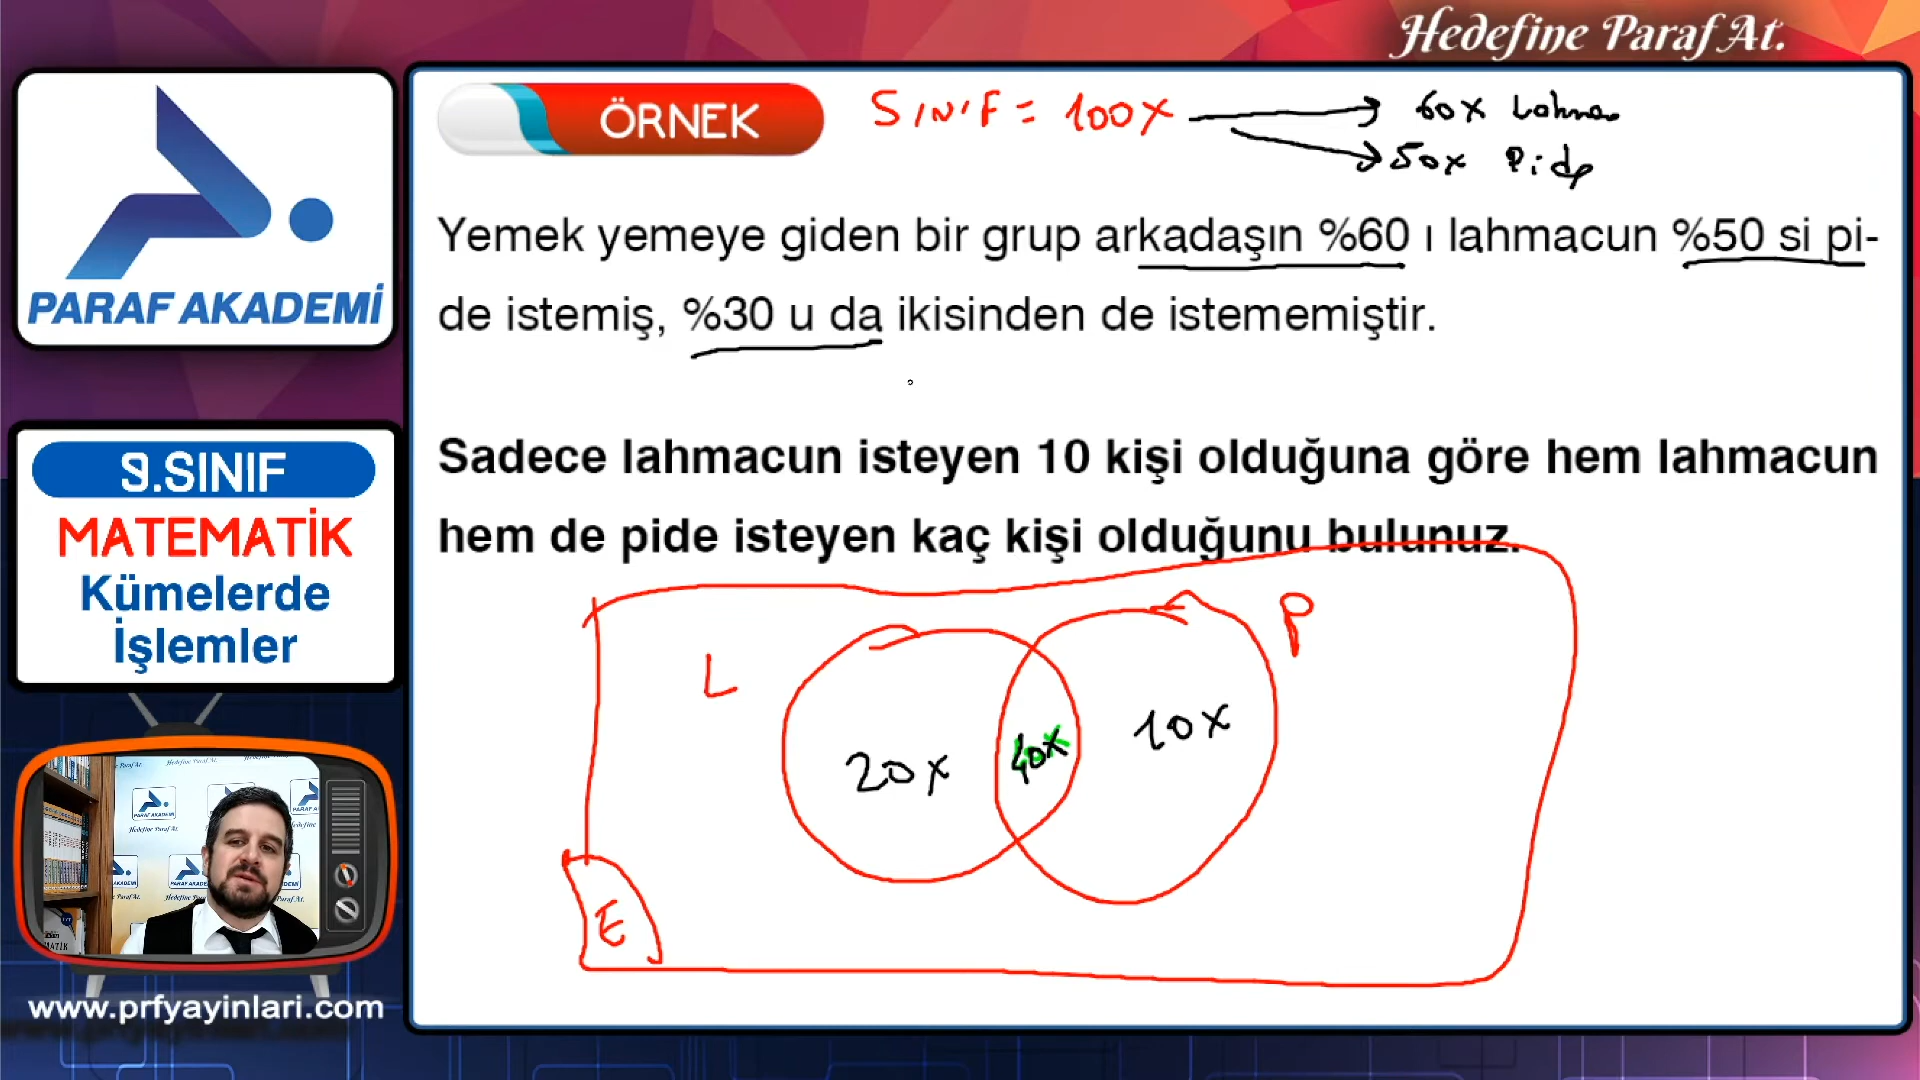 Hedefine Paraf At.
ÖRNEK
SINIF = 100x
60x Lahma
50x Pide
Yemek yemeye giden bir grup arkadaşın %60 ı lahmacun %50 si pi-
de istemiş, %30 u da ikisinden de istememiştir.
Sadece lahmacun isteyen 10 kişi olduğuna göre hem lahmacun
hem de pide isteyen kaç kişi olduğunu bulunuz.
L
P
20x
40x
10x
E
PARAF AKADEMİ
9.SINIF
MATEMATİK
Kümelerde
İşlemler
www.prfyayinlari.com